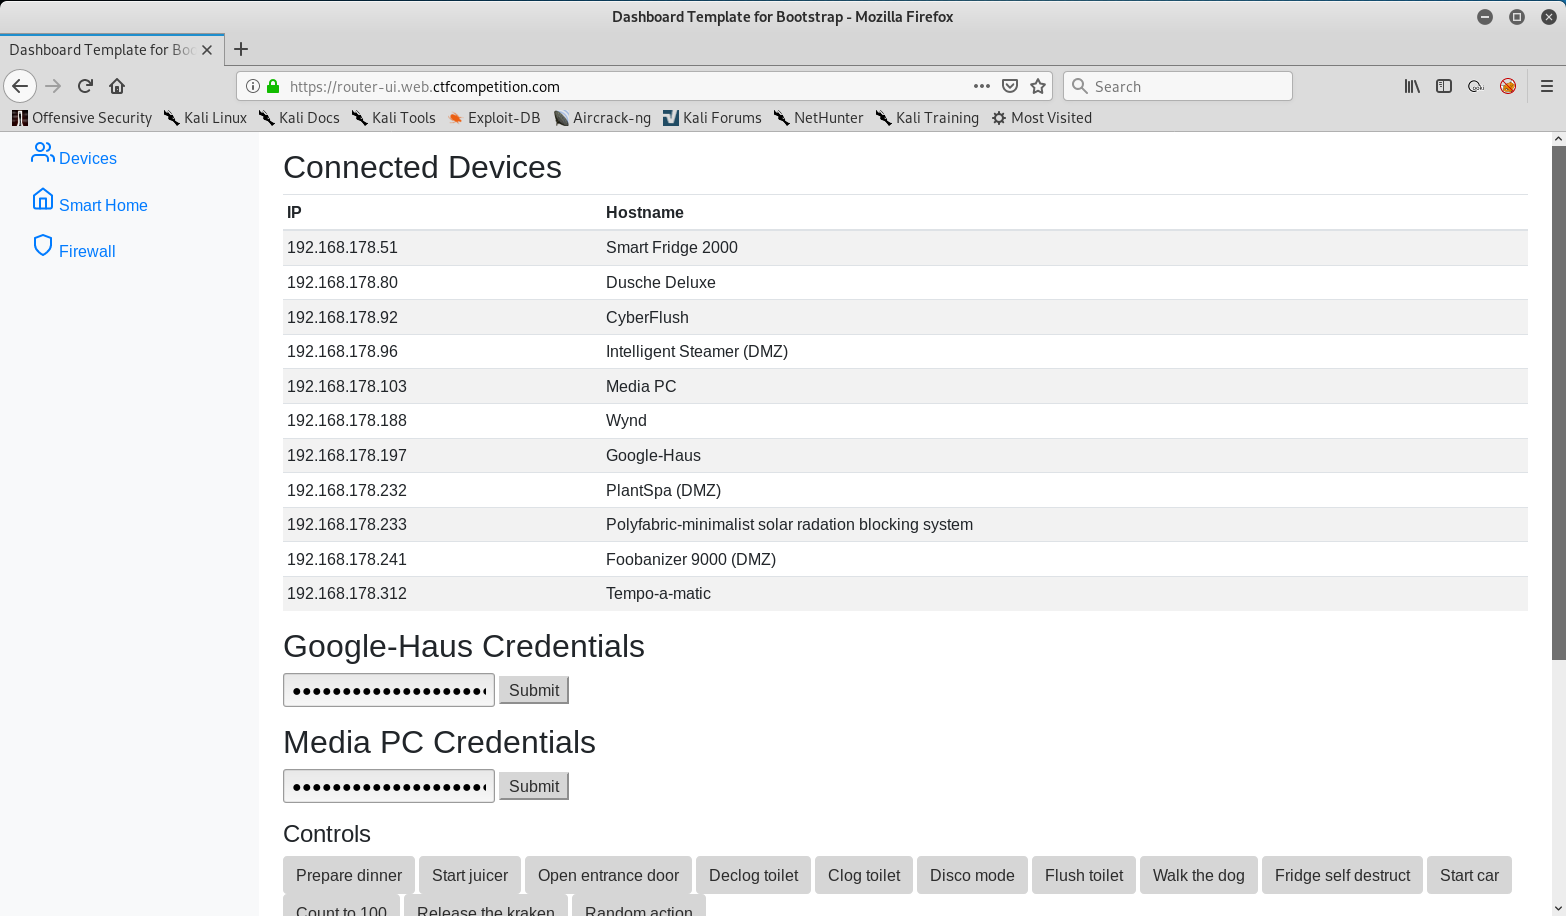 Dashboard Template for Bootstrap - Mozilla Firefox
Dashboard Template for Boo
https://router-ui.web.ctfcompetition.com
Search
Offensive Security Kali Linux Kali Docs Kali Tools Exploit-DB Aircrack-ng Kali Forums NetHunter Kali Training Most Visited
Devices
Smart Home
Firewall
Connected Devices
IP Hostname
192.168.178.51 Smart Fridge 2000
192.168.178.80 Dusche Deluxe
192.168.178.92 CyberFlush
192.168.178.96 Intelligent Steamer (DMZ)
192.168.178.103 Media PC
192.168.178.188 Wynd
192.168.178.197 Google-Haus
192.168.178.232 PlantSpa (DMZ)
192.168.178.233 Polyfabric-minimalist solar radation blocking system
192.168.178.241 Foobanizer 9000 (DMZ)
192.168.178.312 Tempo-a-matic
Google-Haus Credentials
Submit
Media PC Credentials
Submit
Controls
Prepare dinner Start juicer Open entrance door Declog toilet Clog toilet Disco mode Flush toilet Walk the dog Fridge self destruct Start car
Count to 100 Release the kraken Random action